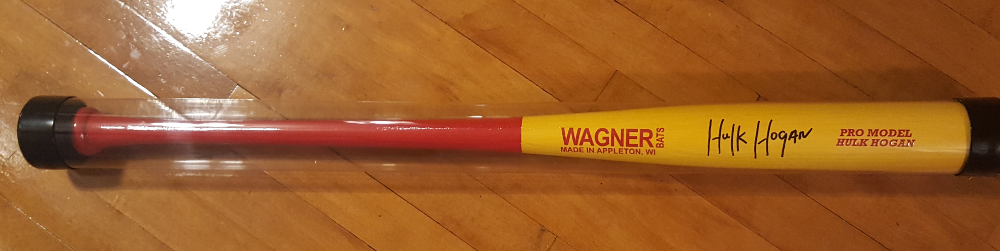 WAGNER BATS
MADE IN APPLETON, WI
Hulk Hogan
PRO MODEL
HULK HOGAN